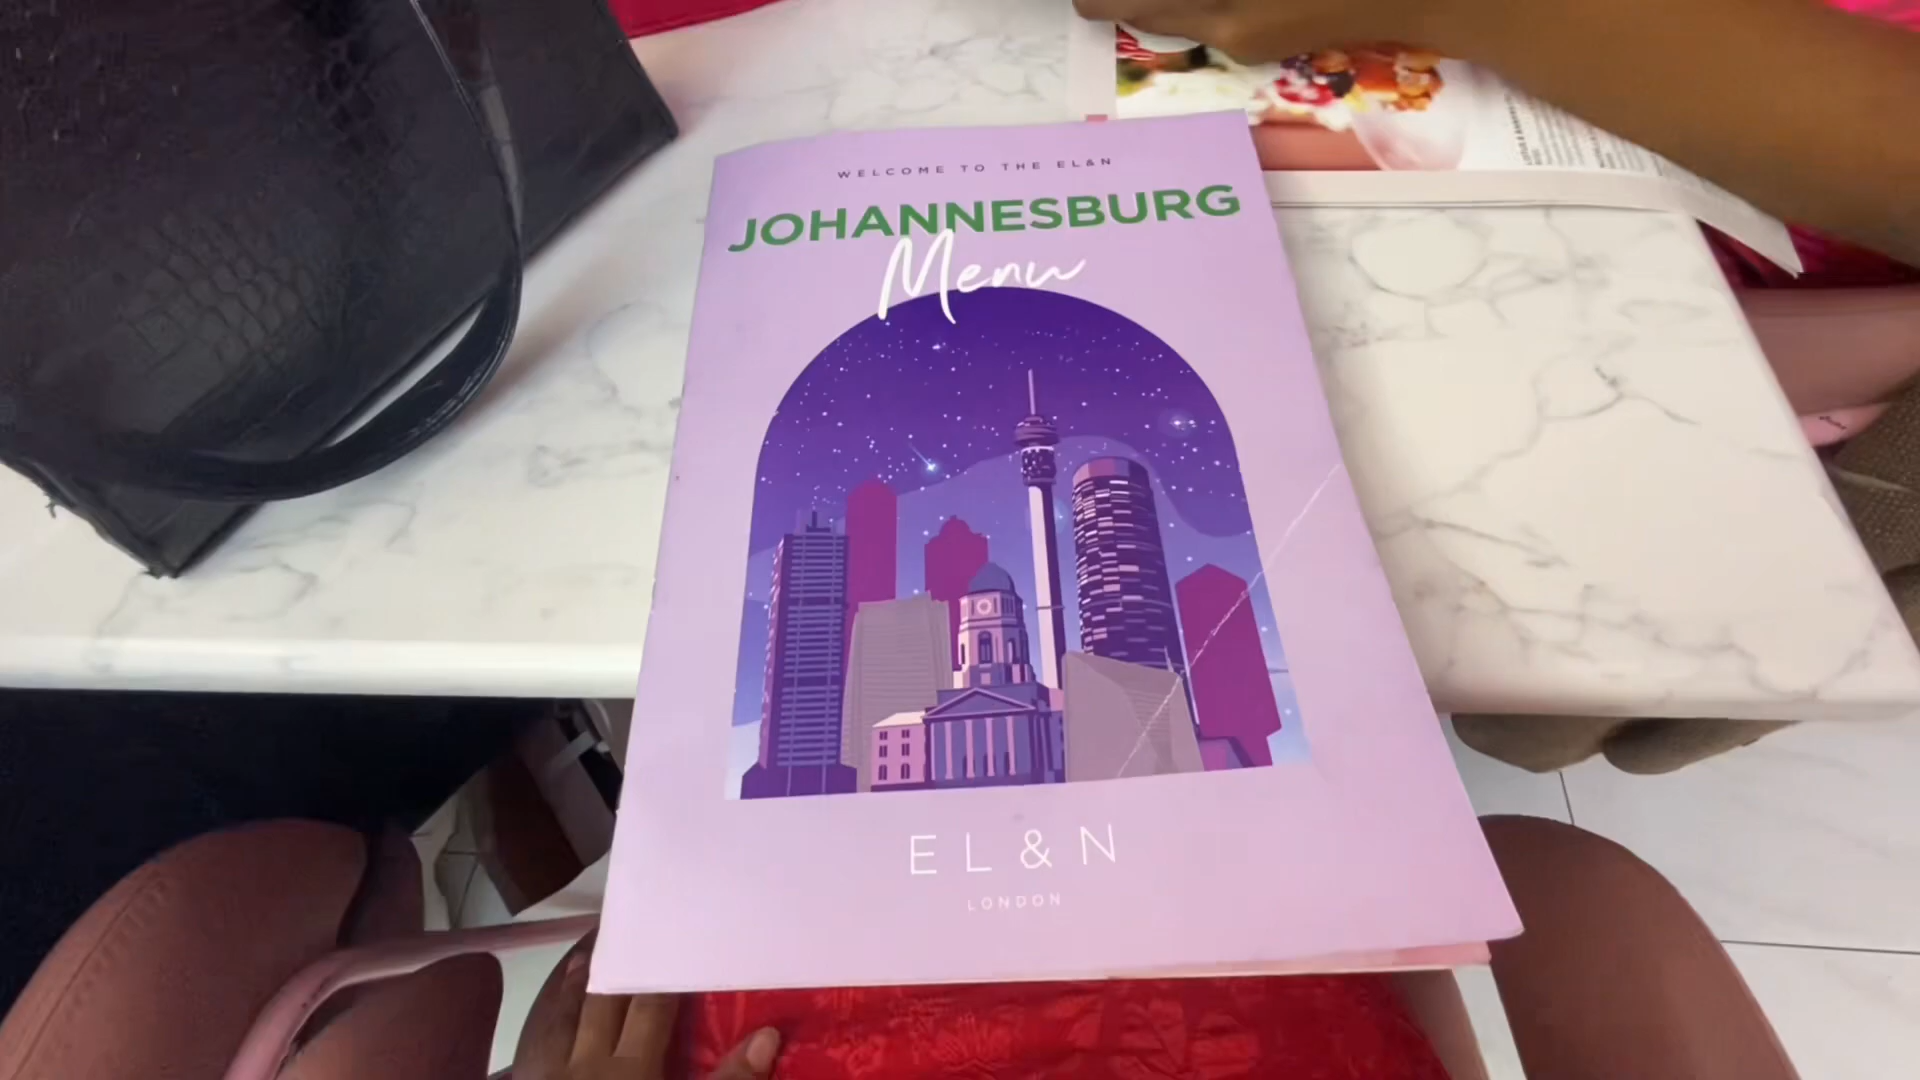 WELCOME TO THE EL&N
JOHANNESBURG
Menu
EL&N
LONDON